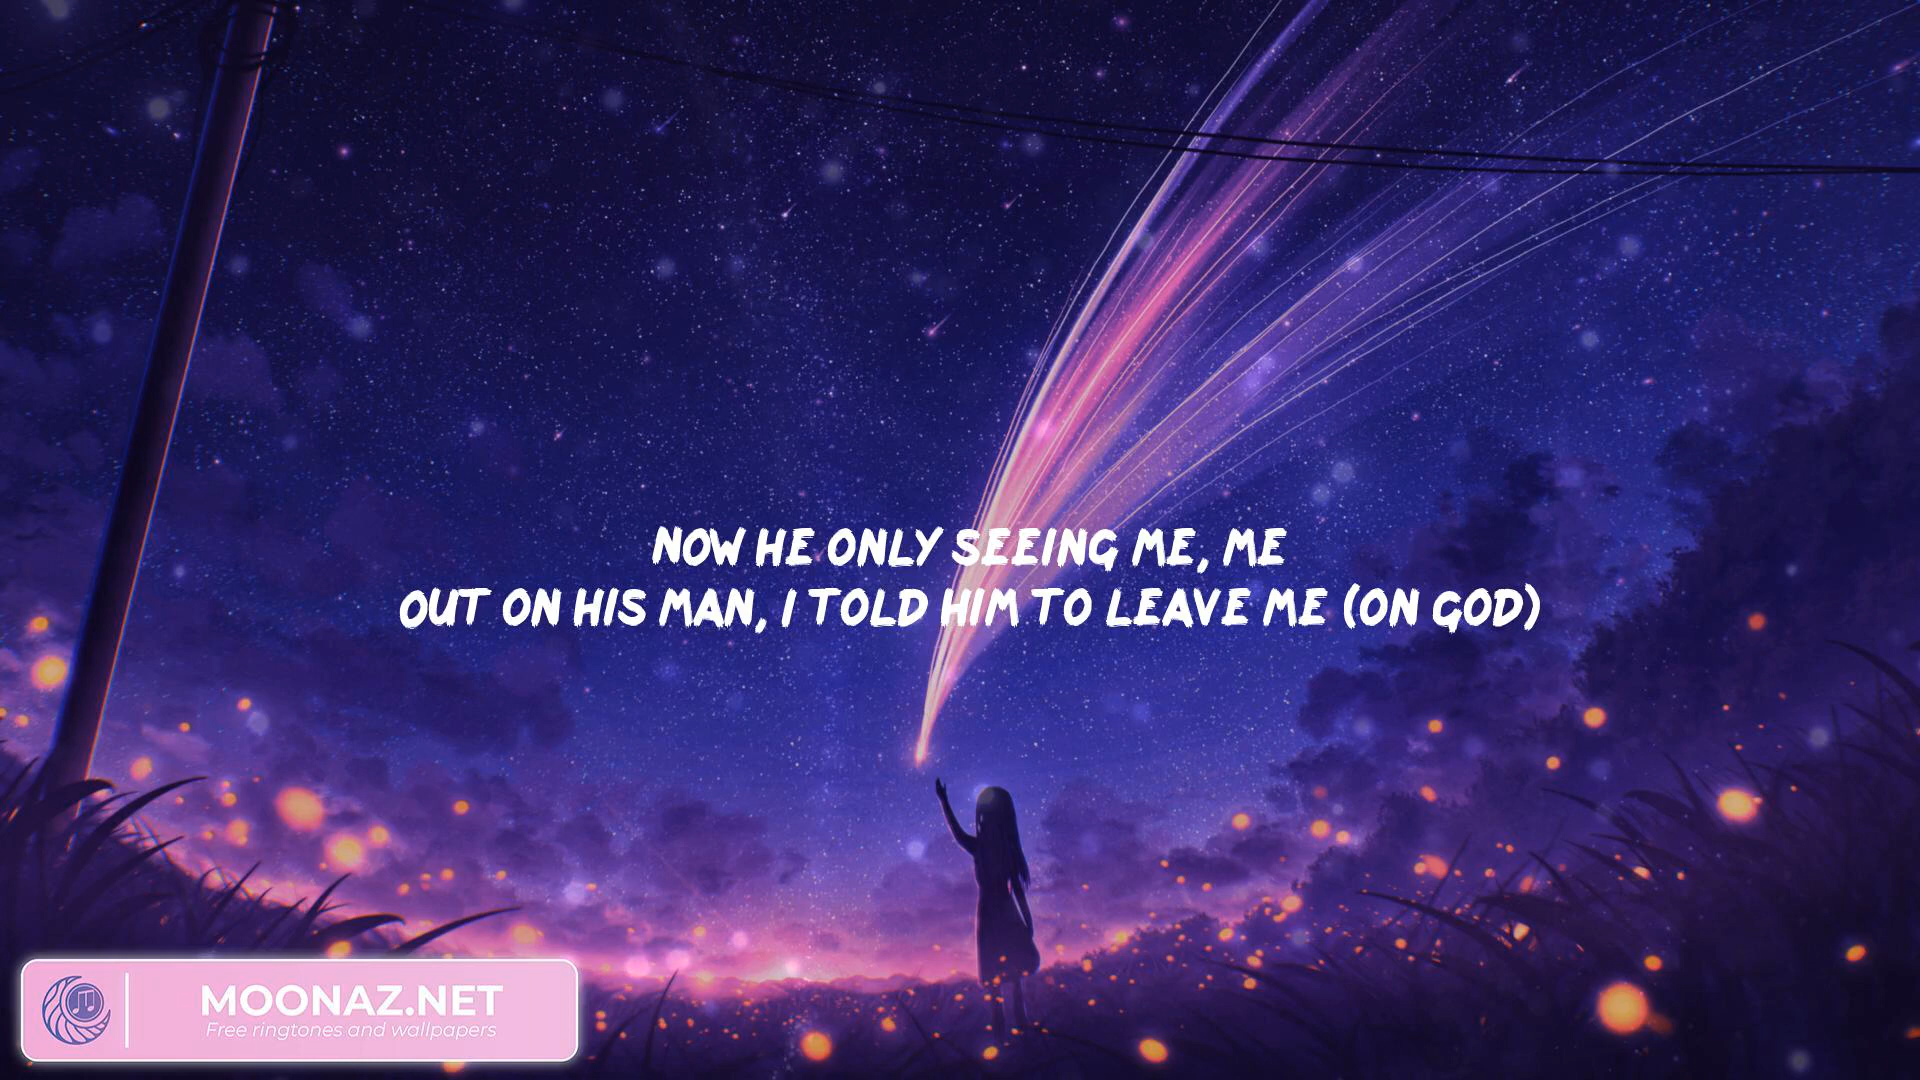 NOW HE ONLY SEEING ME, ME
OUT ON HIS MAN, I TOLD HIM TO LEAVE ME (ON GOD)
MOONAZ.NET
Free ringtones and wallpapers